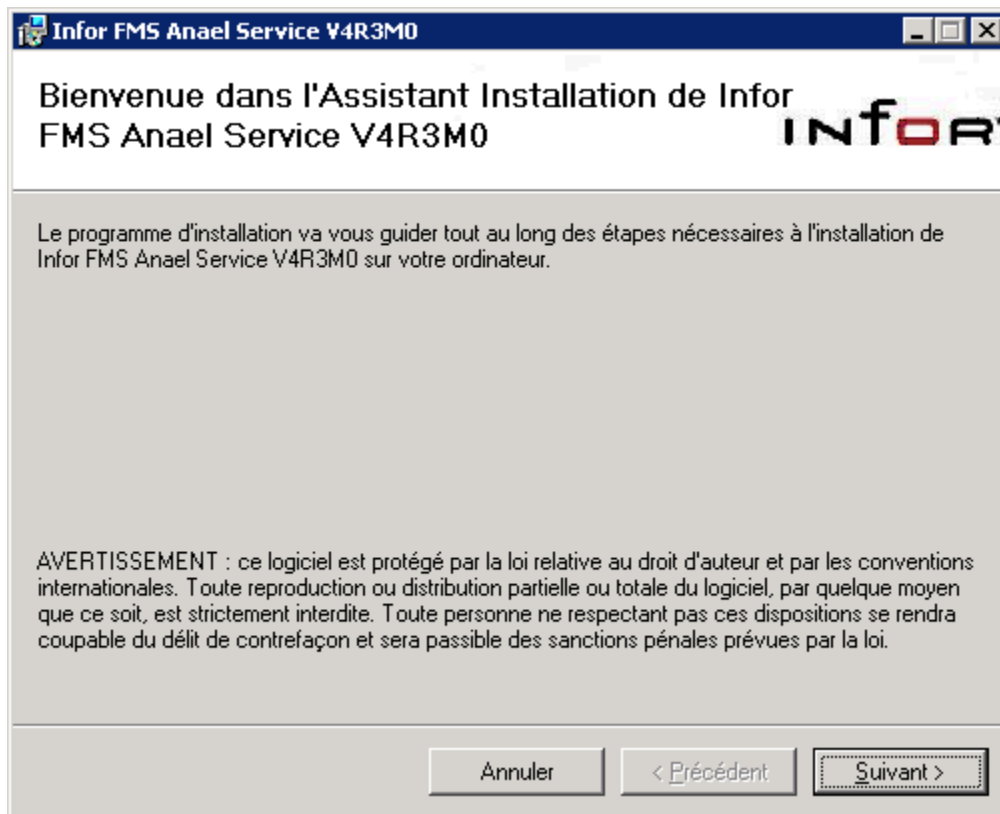 Infor FMS Anael Service V4R3M0
Bienvenue dans l'Assistant Installation de Infor
FMS Anael Service V4R3M0
infor
Le programme d'installation va vous guider tout au long des étapes nécessaires à l'installation de
Infor FMS Anael Service V4R3M0 sur votre ordinateur.
AVERTISSEMENT : ce logiciel est protégé par la loi relative au droit d'auteur et par les conventions
internationales. Toute reproduction ou distribution partielle ou totale du logiciel, par quelque moyen
que ce soit, est strictement interdite. Toute personne ne respectant pas ces dispositions se rendra
coupable du délit de contrefaçon et sera passible des sanctions pénales prévues par la loi.
Annuler
< Précédent
Suivant >